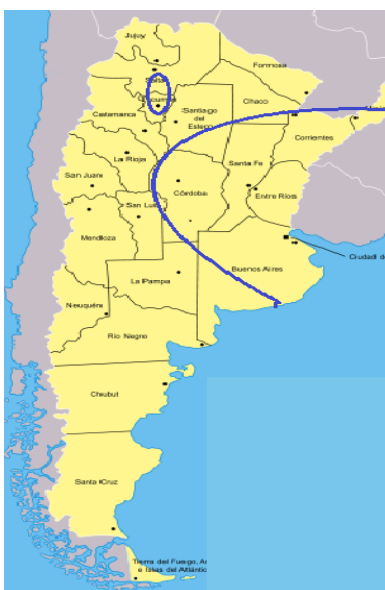 Jujuy
Formosa
Salta
Tucumán
Chaco
Catamarca
Santiago
del
Estero
Corrientes
La Rioja
Santa Fe
San Juan
Córdoba
Entre Ríos
San Luis
Mendoza
Ciudad d
Buenos Aires
La Pampa
Neuquén
Río Negro
Chubut
Santa Cruz
Tierra del Fuego, A
e Islas del Atlántic